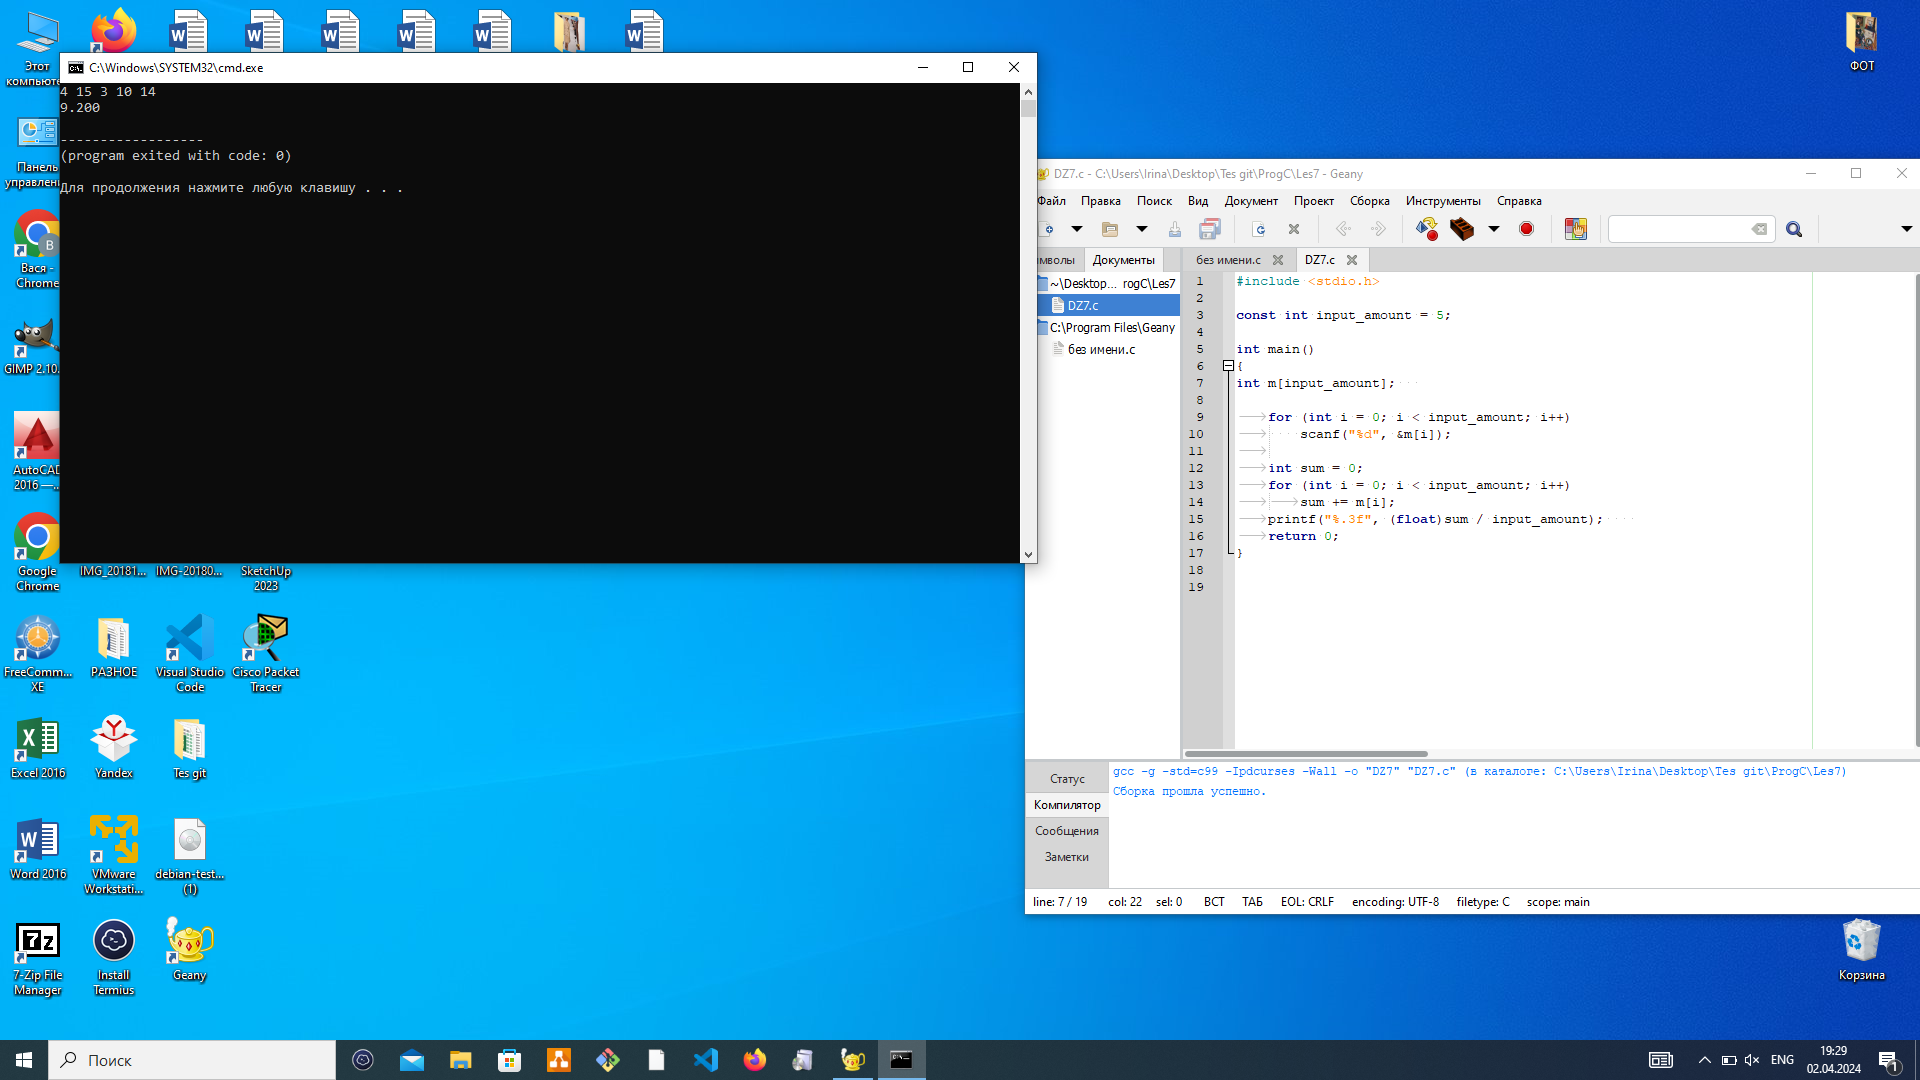 Этот
компьюте...
C:\Windows\SYSTEM32\cmd.exe
4 15 3 10 14
9.200
------------------
(program exited with code: 0)
Для продолжения нажмите любую клавишу . . .
ФОТ
Панель
управлени...
Вася -
Chrome
GIMP 2.10.
AutoCAD
2016 —...
Google
Chrome
IMG_20181...
IMG-20180...
SketchUp
2023
FreeComm...
XE
РАЗНОЕ
Visual Studio
Code
Cisco Packet
Tracer
Excel 2016
Yandex
Tes git
Word 2016
VMware
Workstati...
debian-test...
(1)
7-Zip File
Manager
Install
Termius
Geany
DZ7.c - C:\Users\Irina\Desktop\Tes git\ProgC\Les7 - Geany
Файл Правка Поиск Вид Документ Проект Сборка Инструменты Справка
мволы Документы
~\Desktop... rogC\Les7
DZ7.c
C:\Program Files\Geany
без имени.c
без имени.c DZ7.c
1 #include <stdio.h>
2
3 const int input_amount = 5;
4
5 int main()
6 {
7 int m[input_amount];
8
9 for (int i = 0; i < input_amount; i++)
10 scanf("%d", &m[i]);
11
12 int sum = 0;
13 for (int i = 0; i < input_amount; i++)
14 sum += m[i];
15 printf("%.3f", (float)sum / input_amount);
16 return 0;
17 }
18
19
Статус
Компилятор
Сообщения
Заметки
gcc -g -std=c99 -Ipdcurses -Wall -o "DZ7" "DZ7.c" (в каталоге: C:\Users\Irina\Desktop\Tes git\ProgC\Les7)
Сборка прошла успешно.
line: 7 / 19 col: 22 sel: 0 ВСТ ТАБ EOL: CRLF encoding: UTF-8 filetype: C scope: main
Корзина
Поиск
ENG
19:29
02.04.2024
1